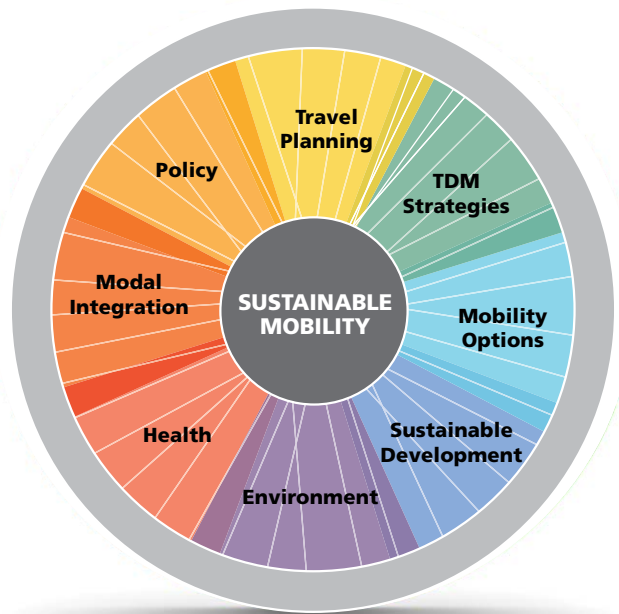 Travel
Planning
TDM
Strategies
Mobility
Options
Sustainable
Development
Environment
Health
Modal
Integration
Policy
SUSTAINABLE
MOBILITY